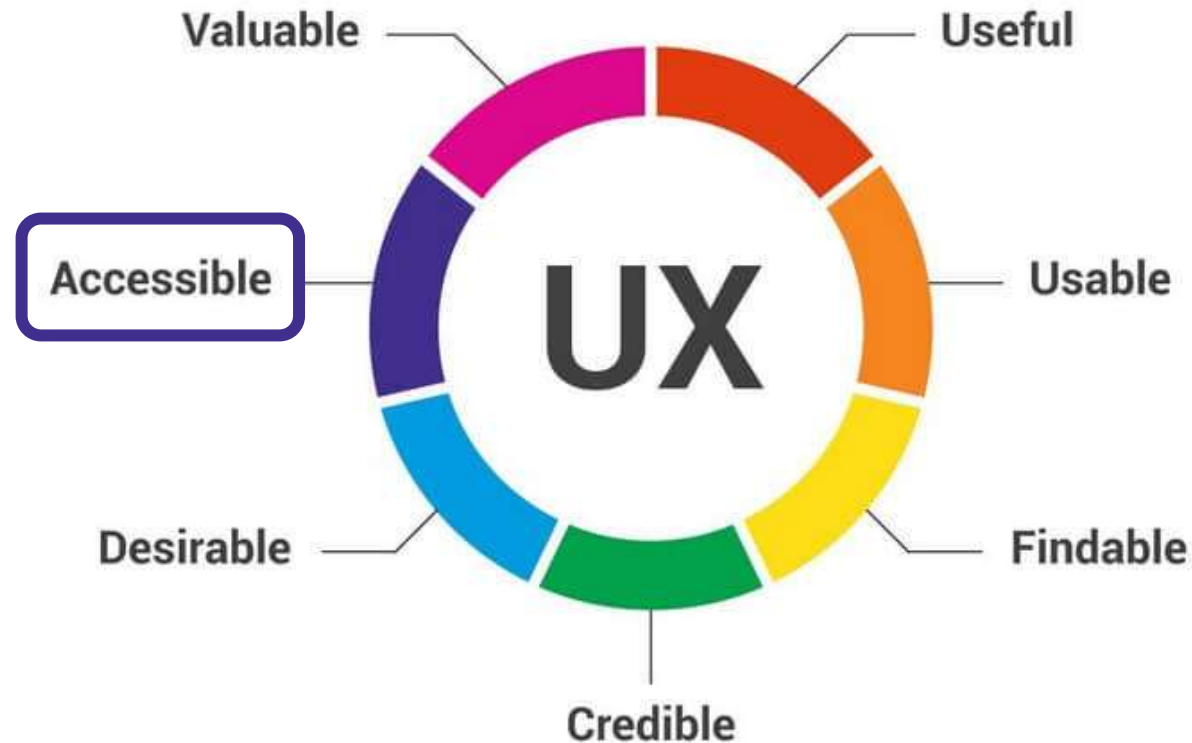 Valuable
Useful
Accessible
UX
Usable
Desirable
Findable
Credible